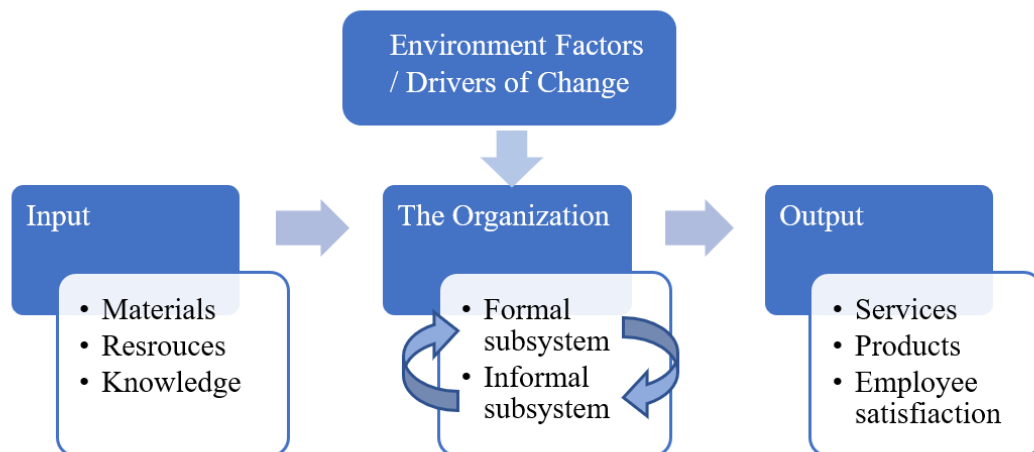 Environment Factors
/ Drivers of Change
Input
• Materials
• Resrouces
• Knowledge
The Organization
• Formal
subsystem
• Informal
subsystem
Output
• Services
• Products
• Employee
satisfiaction